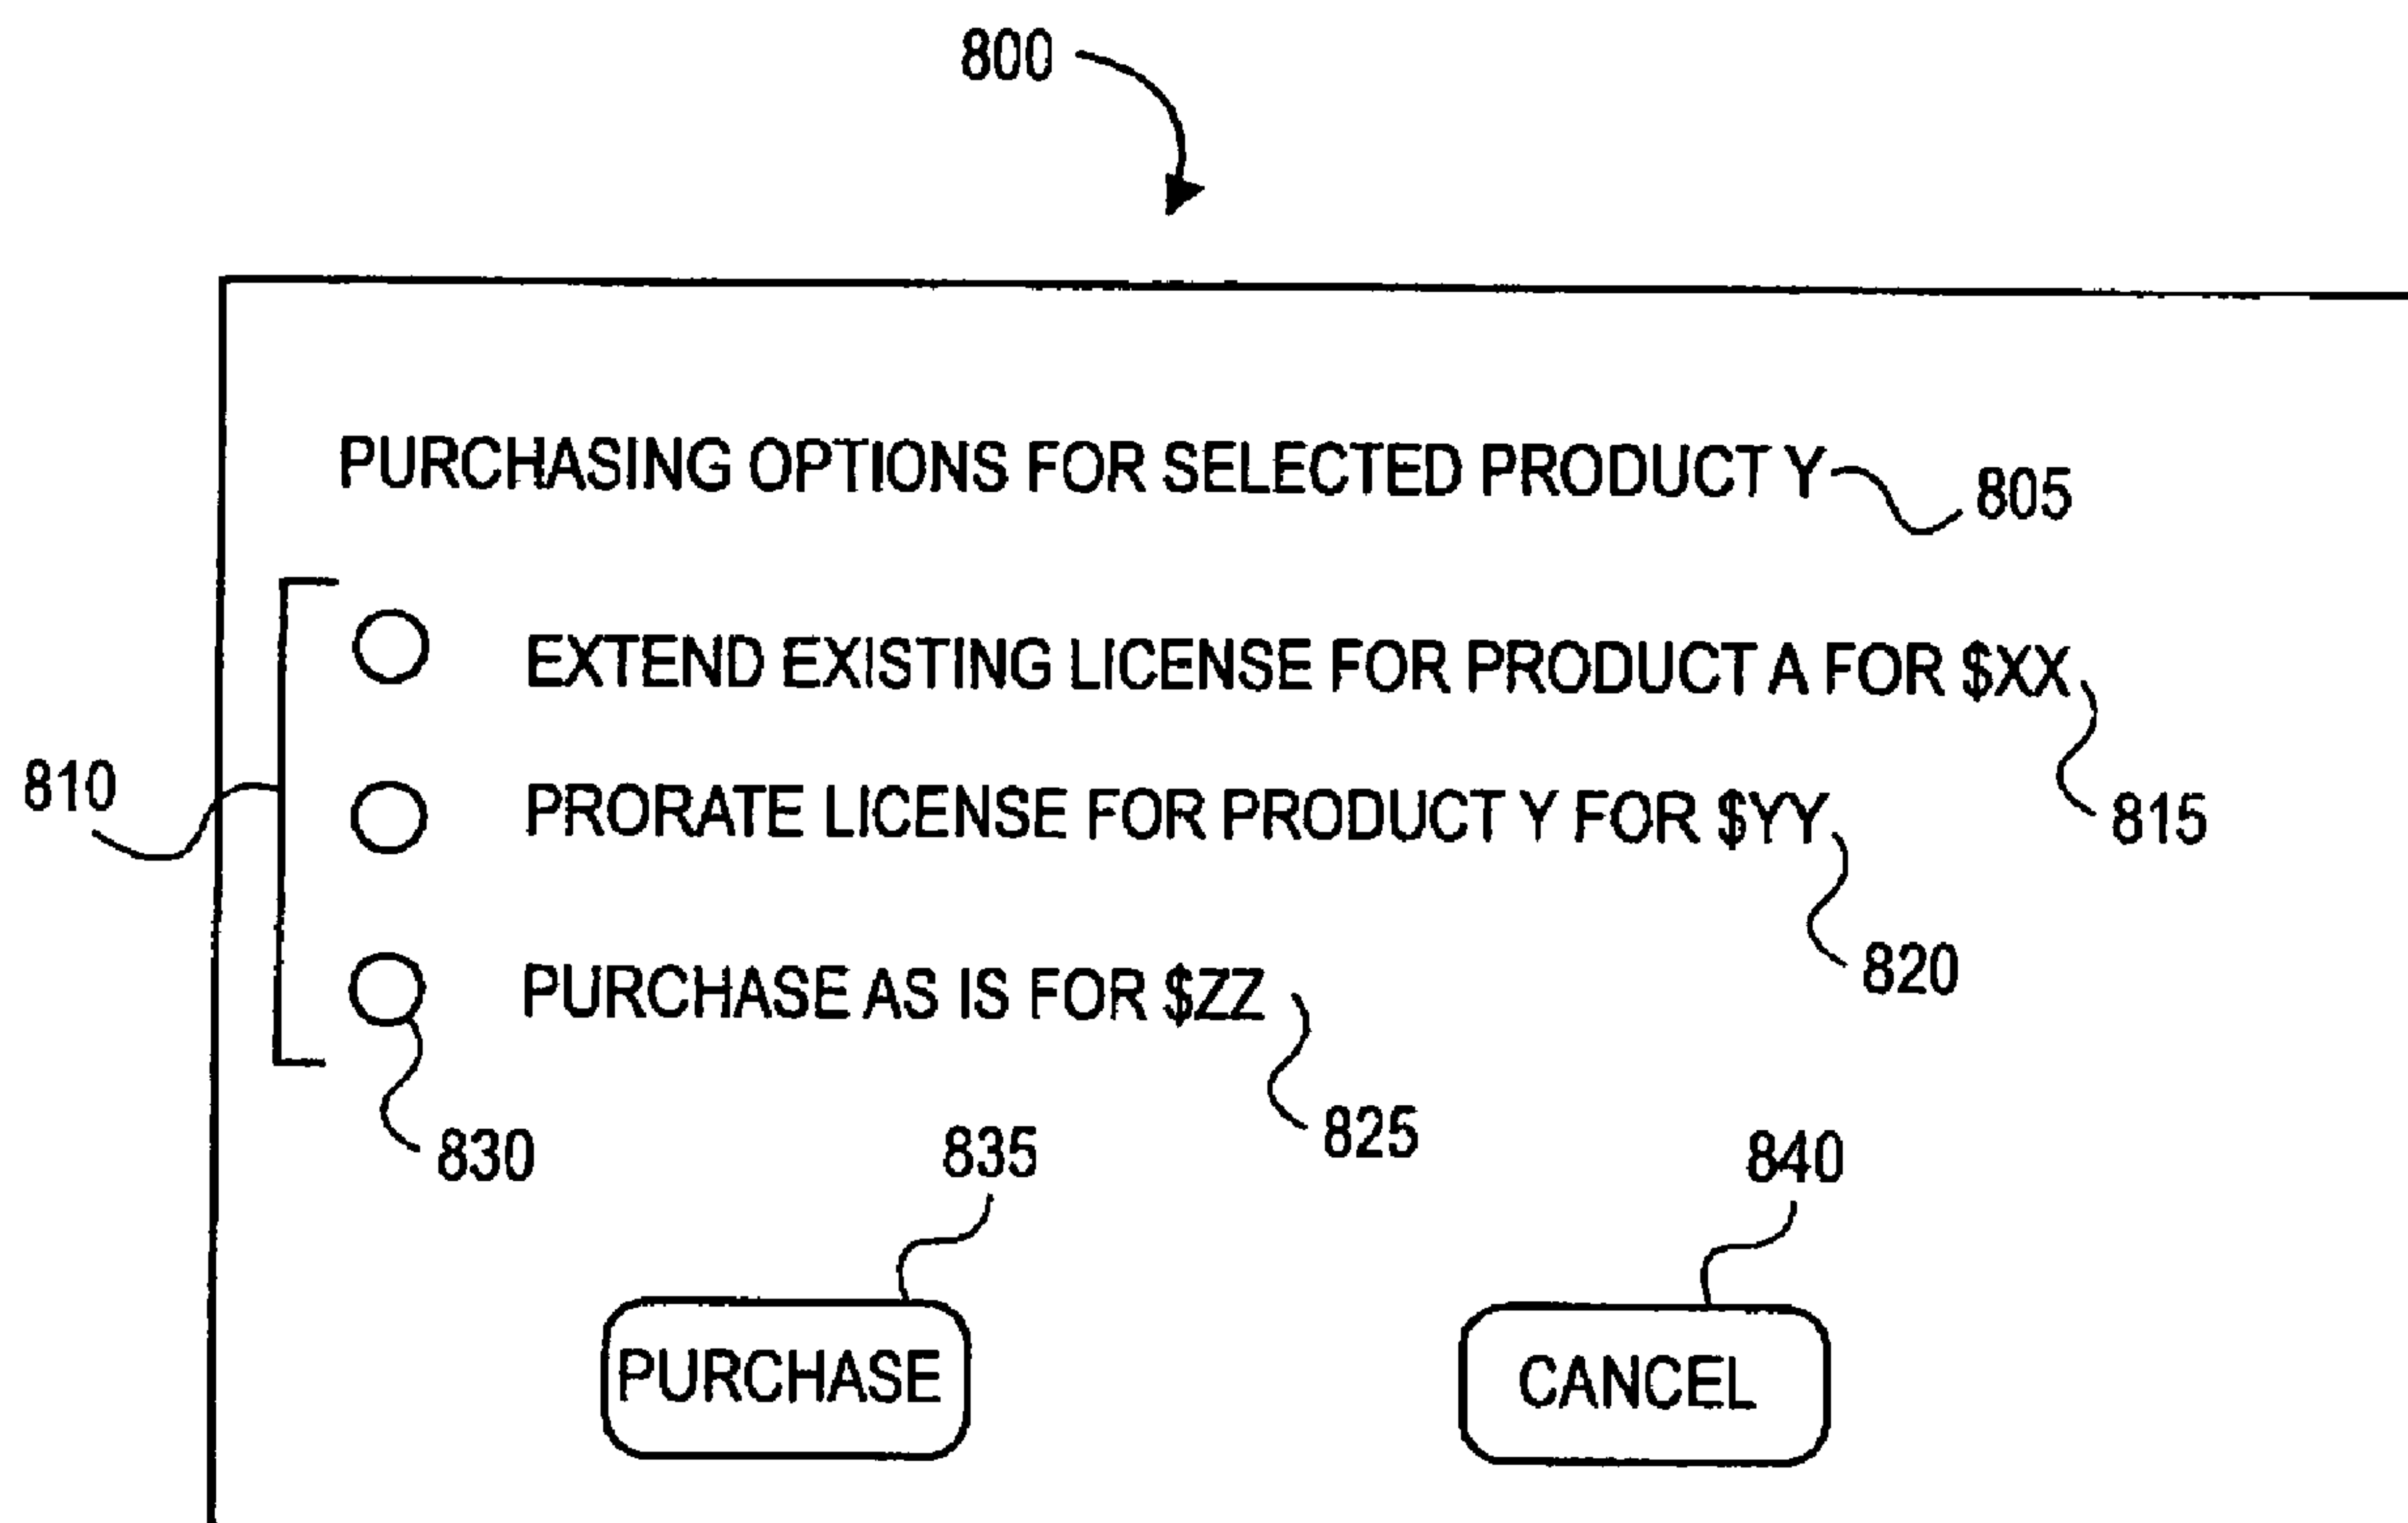 800
PURCHASING OPTIONS FOR SELECTED PRODUCT Y
805
EXTEND EXISTING LICENSE FOR PRODUCT A FOR $XX
810
PRORATE LICENSE FOR PRODUCT Y FOR $YY
815
PURCHASE AS IS FOR $ZZ
820
830
835
825
840
PURCHASE
CANCEL